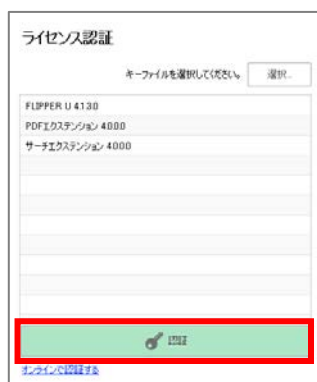 ライセンス認証
キーファイルを選択してください。 選択...
FLIPPER U 4.1.3.0
PDFエクステンション 4.0.0.0
サーチエクステンション 4.0.0.0
認証
オンラインで認証する